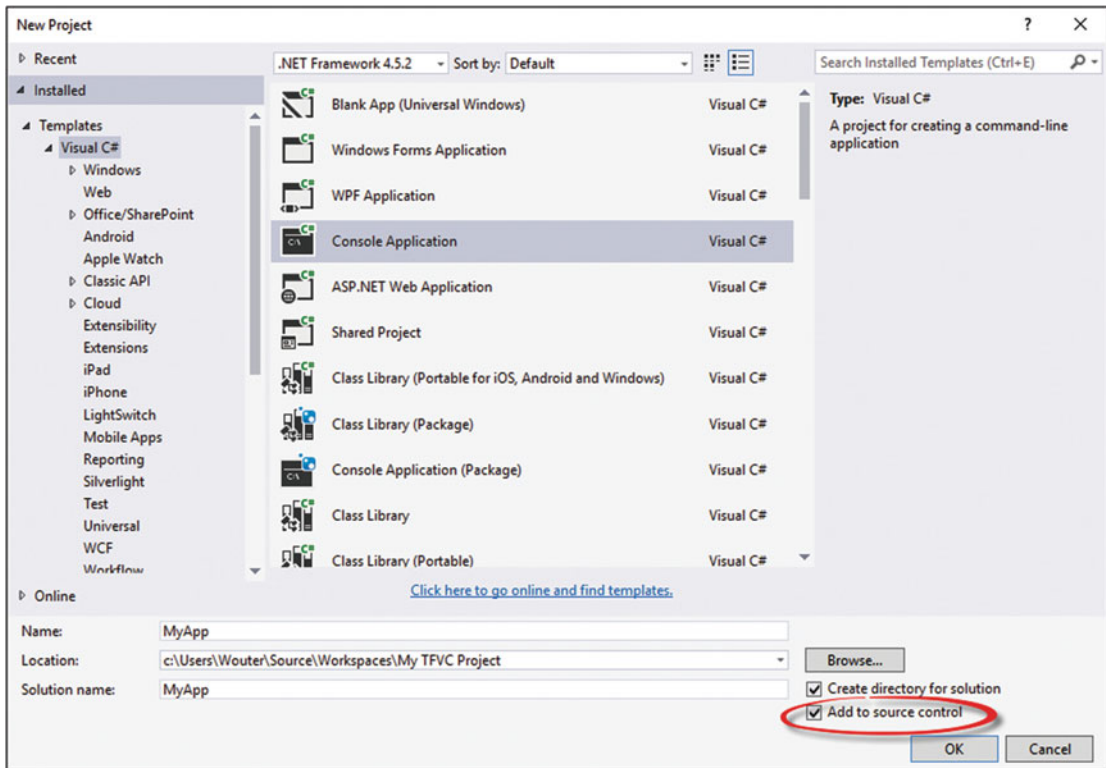 New Project
? ×
Recent
.NET Framework 4.5.2 Sort by: Default
Search Installed Templates (Ctrl+E)
Installed
Templates
Visual C#
Windows
Web
Office/SharePoint
Android
Apple Watch
Classic API
Cloud
Extensibility
Extensions
iPad
iPhone
LightSwitch
Mobile Apps
Reporting
Silverlight
Test
Universal
WCF
Workflow
Online
Blank App (Universal Windows) Visual C#
Windows Forms Application Visual C#
WPF Application Visual C#
Console Application Visual C#
ASP.NET Web Application Visual C#
Shared Project Visual C#
Class Library (Portable for iOS, Android and Windows) Visual C#
Class Library (Package) Visual C#
Console Application (Package) Visual C#
Class Library Visual C#
Class Library (Portable) Visual C#
Click here to go online and find templates.
Type: Visual C#
A project for creating a command-line
application
Name: MyApp
Location: c:\Users\Wouter\Source\Workspaces\My TFVC Project
Browse...
Solution name: MyApp
Create directory for solution
Add to source control
OK Cancel